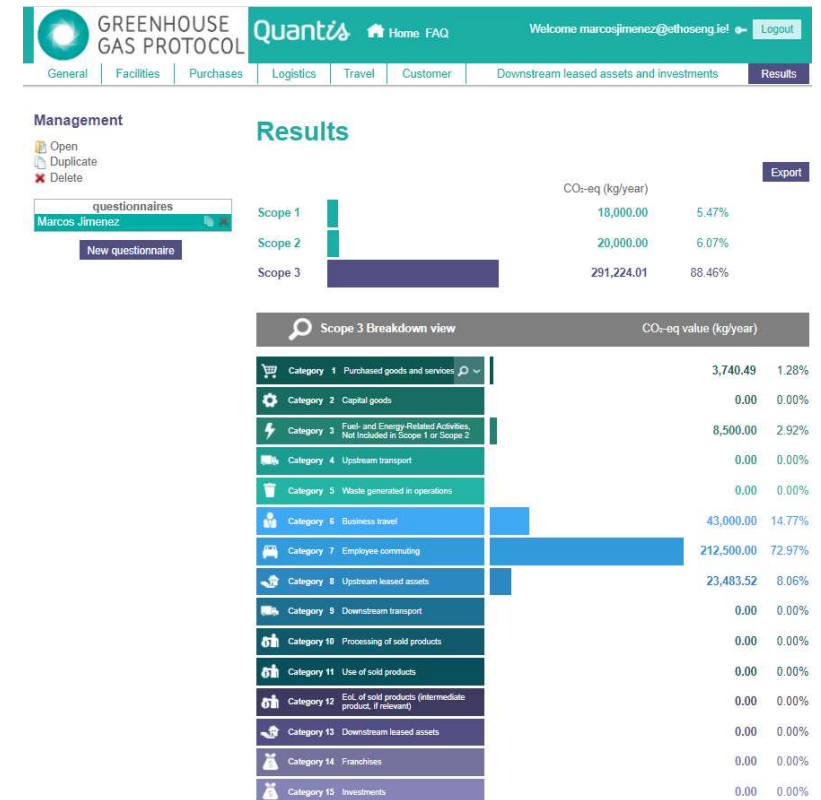 GREENHOUSE
GAS PROTOCOL
Quantis Home FAQ Welcome marcosjimenez@ethoseng.ie! Logout
General Facilities Purchases Logistics Travel Customer Downstream leased assets and investments Results
Management
Open
Duplicate
Delete
questionnaires
Marcos Jimenez
New questionnaire
Results
Export
CO₂-eq (kg/year)
Scope 1 18,000.00 5.47%
Scope 2 20,000.00 6.07%
Scope 3 291,224.01 88.46%
Scope 3 Breakdown view CO₂-eq value (kg/year)
Category 1 Purchased goods and services 3,740.49 1.28%
Category 2 Capital goods 0.00 0.00%
Category 3 Fuel- and Energy-Related Activities,
Not Included in Scope 1 or Scope 2 8,500.00 2.92%
Category 4 Upstream transport 0.00 0.00%
Category 5 Waste generated in operations 0.00 0.00%
Category 6 Business travel 43,000.00 14.77%
Category 7 Employee commuting 212,500.00 72.97%
Category 8 Upstream leased assets 23,483.52 8.06%
Category 9 Downstream transport 0.00 0.00%
Category 10 Processing of sold products 0.00 0.00%
Category 11 Use of sold products 0.00 0.00%
Category 12 EoL of sold products (intermediate
product, if relevant) 0.00 0.00%
Category 13 Downstream leased assets 0.00 0.00%
Category 14 Franchises 0.00 0.00%
Category 15 Investments 0.00 0.00%